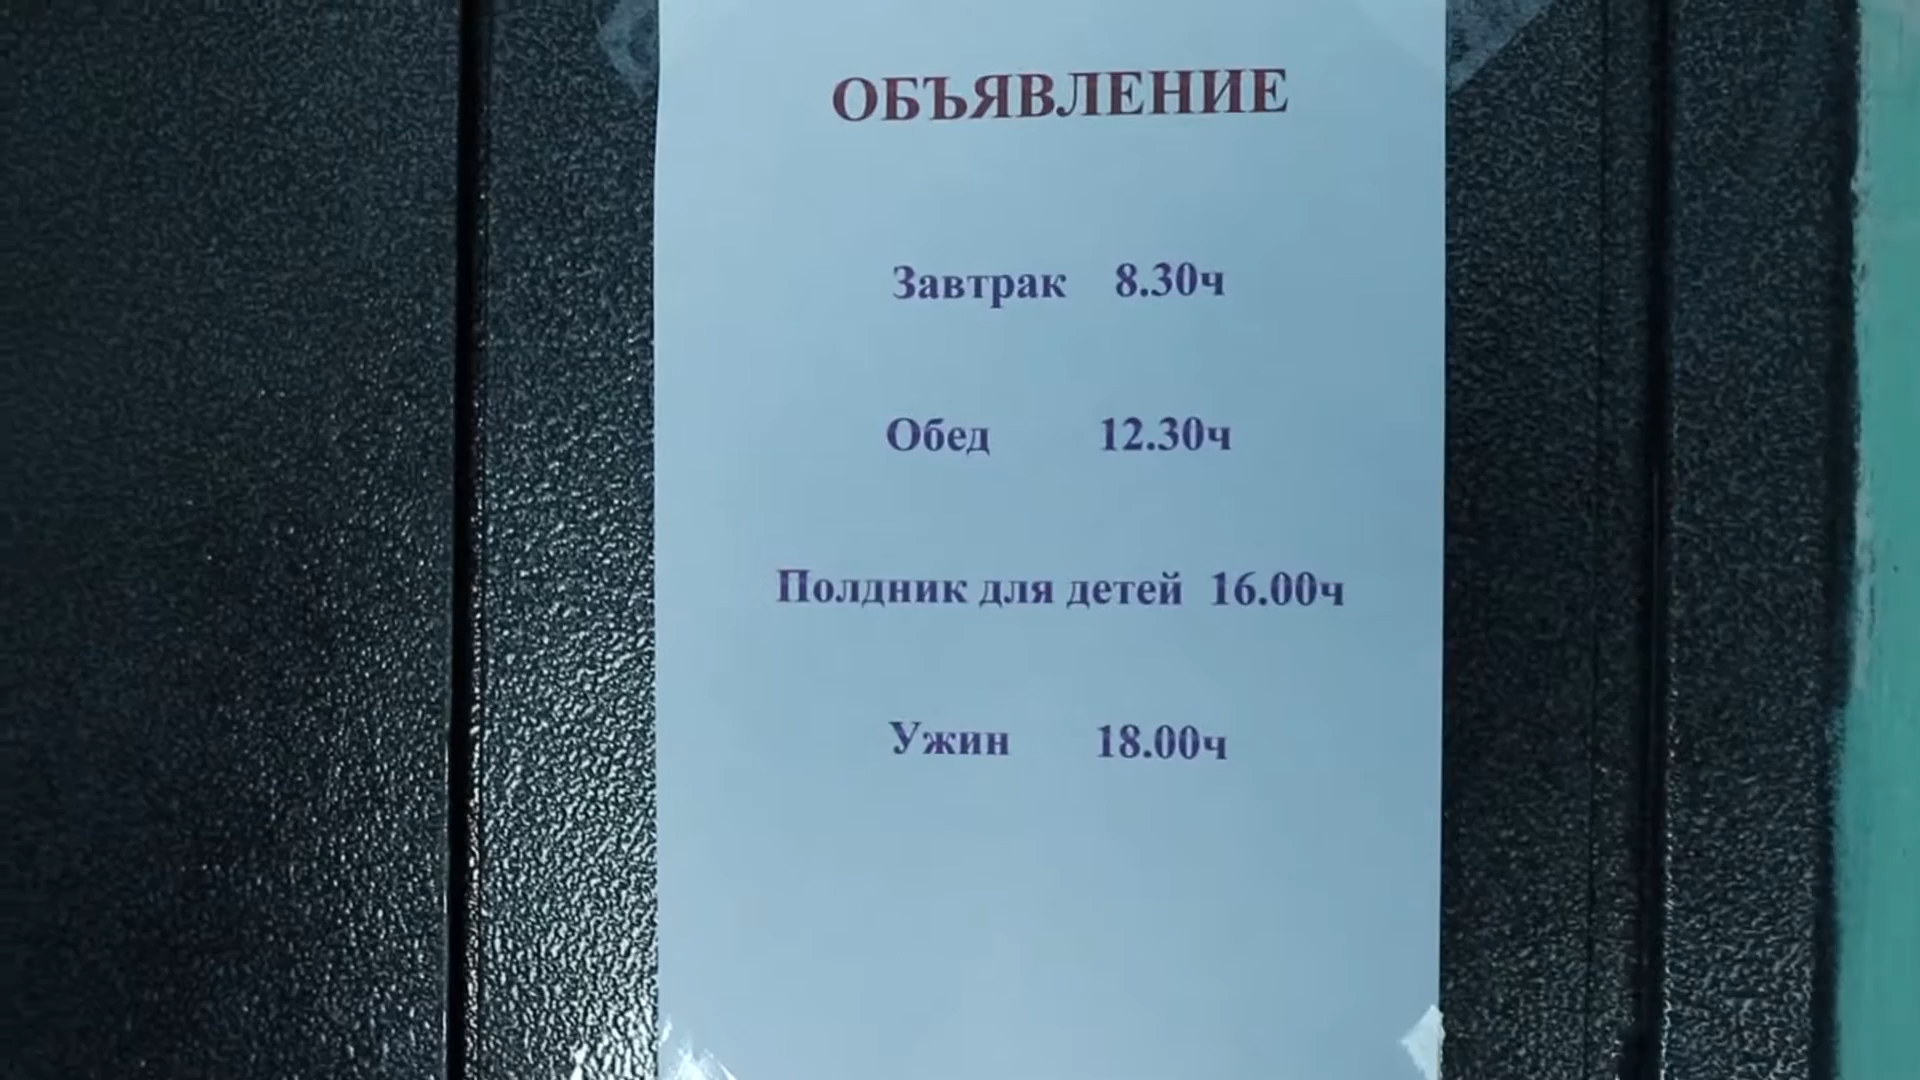 ОБЪЯВЛЕНИЕ
Завтрак 8.30ч
Обед 12.30ч
Полдник для детей 16.00ч
Ужин 18.00ч